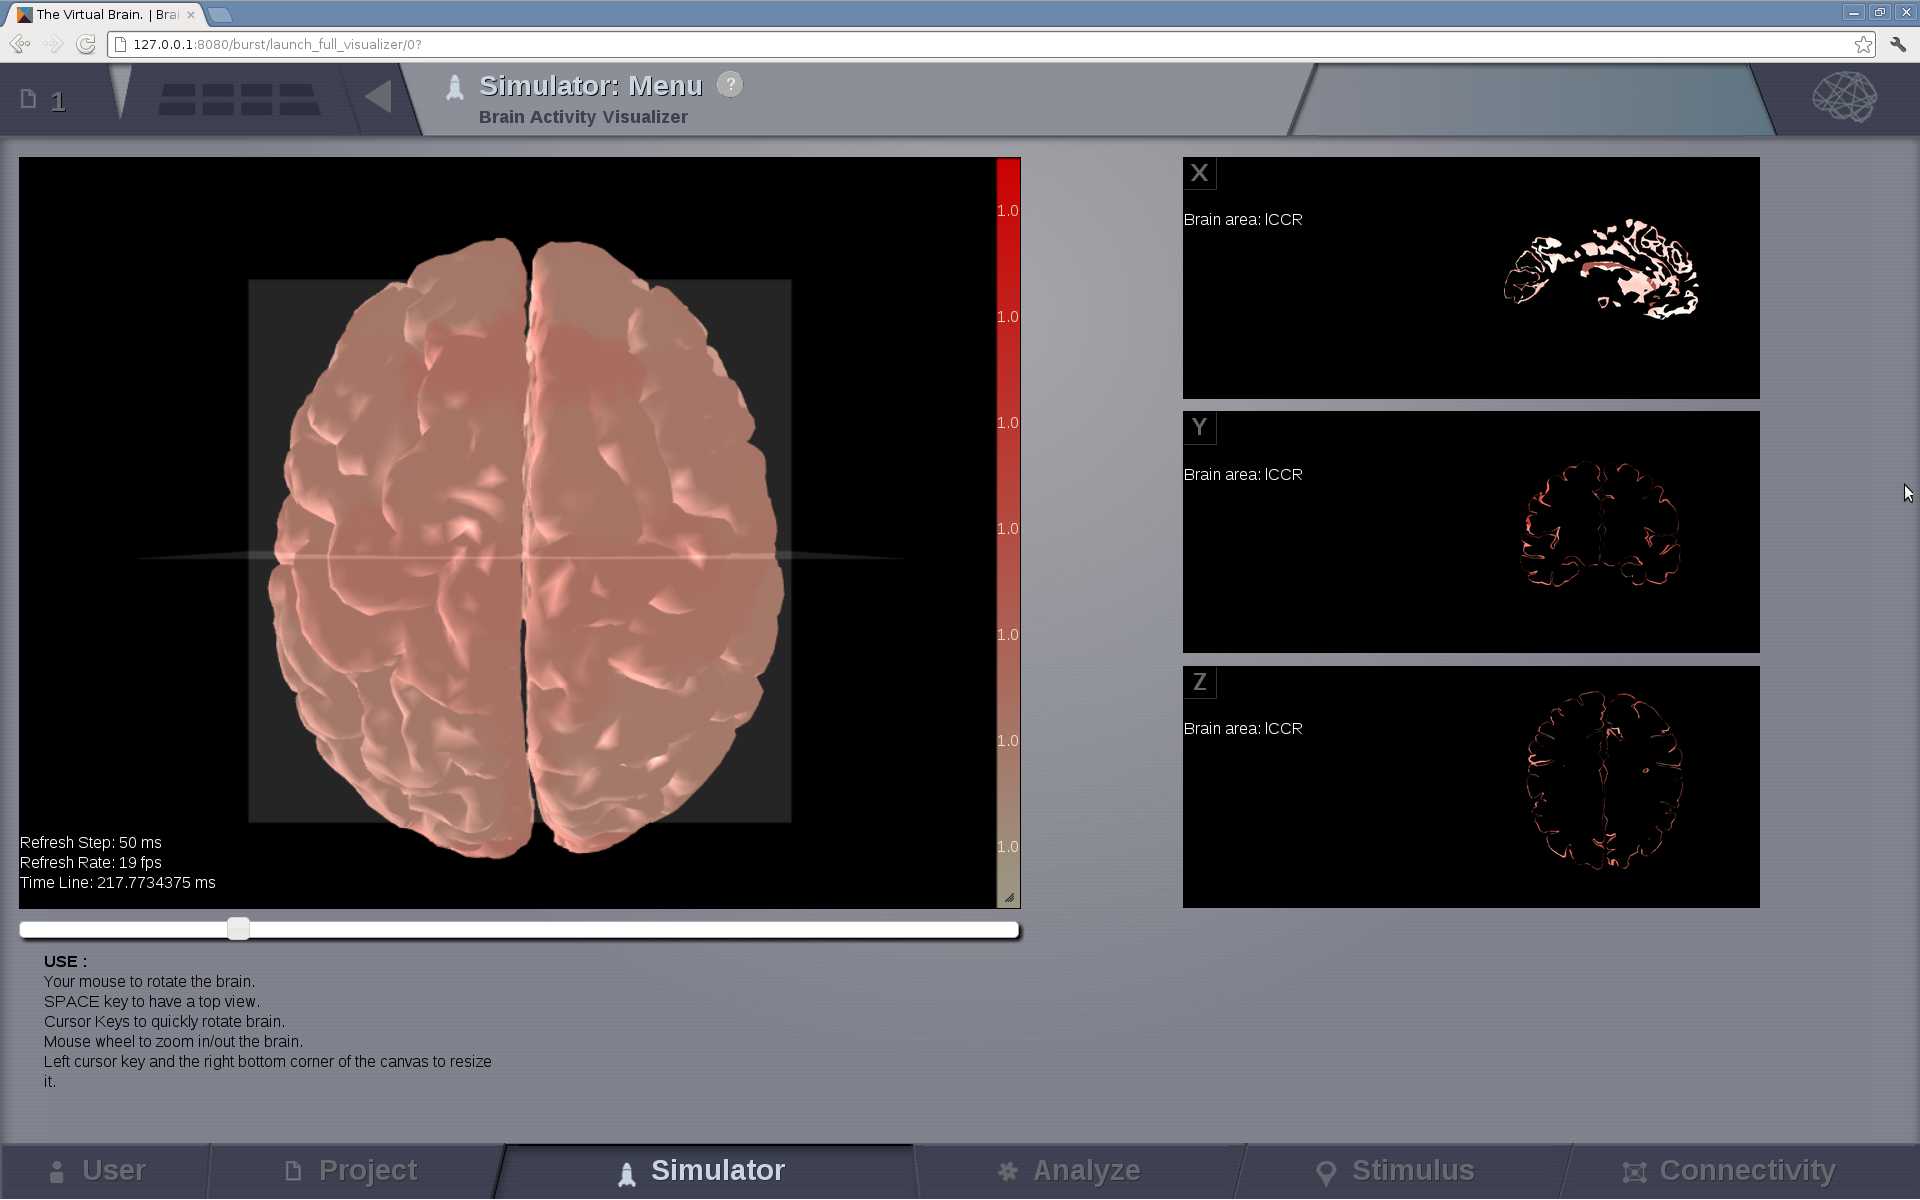 The Virtual Brain. | Brai
127.0.0.1:8080/burst/launch_full_visualizer/0?
1
Simulator: Menu ?
Brain Activity Visualizer
1.0
1.0
1.0
1.0
1.0
1.0
1.0
Refresh Step: 50 ms
Refresh Rate: 19 fps
Time Line: 217.7734375 ms
X
Brain area: lCCR
Y
Brain area: lCCR
Z
Brain area: lCCR
USE :
Your mouse to rotate the brain.
SPACE key to have a top view.
Cursor Keys to quickly rotate brain.
Mouse wheel to zoom in/out the brain.
Left cursor key and the right bottom corner of the canvas to resize
it.
User
Project
Simulator
Analyze
Stimulus
Connectivity